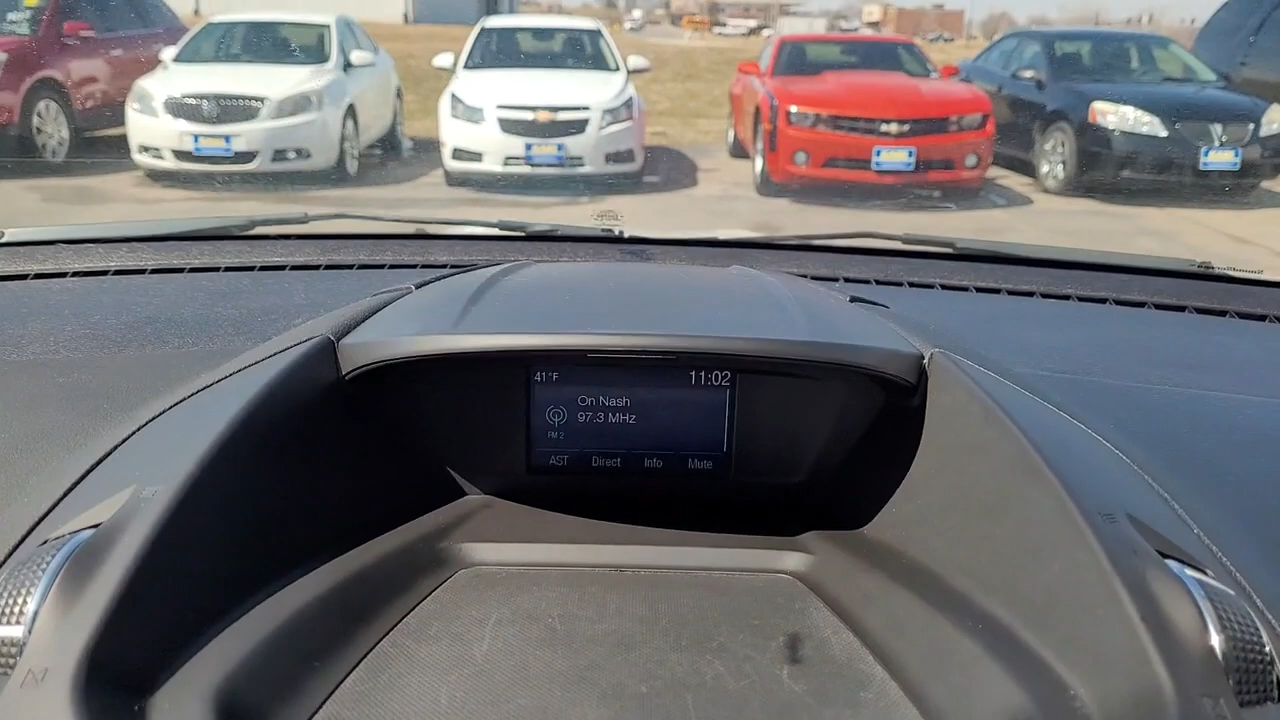 41°F 11:02
On Nash
97.3 MHz
FM 2
AST Direct Info Mute